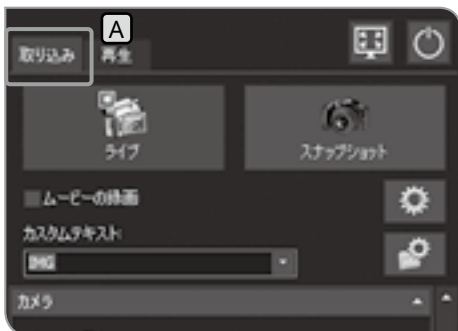 A
取り込み 再生
ライブ スナップショット
ムービーの録画
カスタムテキスト
IMG
カメラ